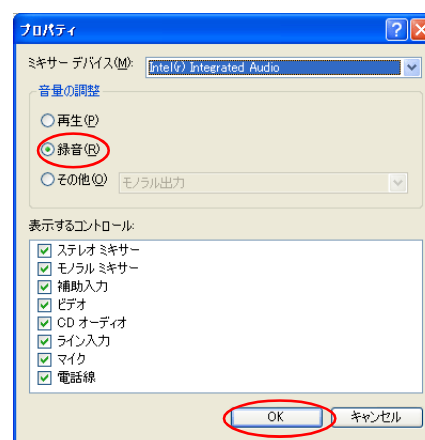 プロパティ
ミキサー デバイス(M): Intel(r) Integrated Audio
音量の調整
再生(P)
録音(R)
その他(O) モノラル出力
表示するコントロール:
ステレオ ミキサー
モノラル ミキサー
補助入力
ビデオ
CD オーディオ
ライン入力
マイク
電話線
OK キャンセル